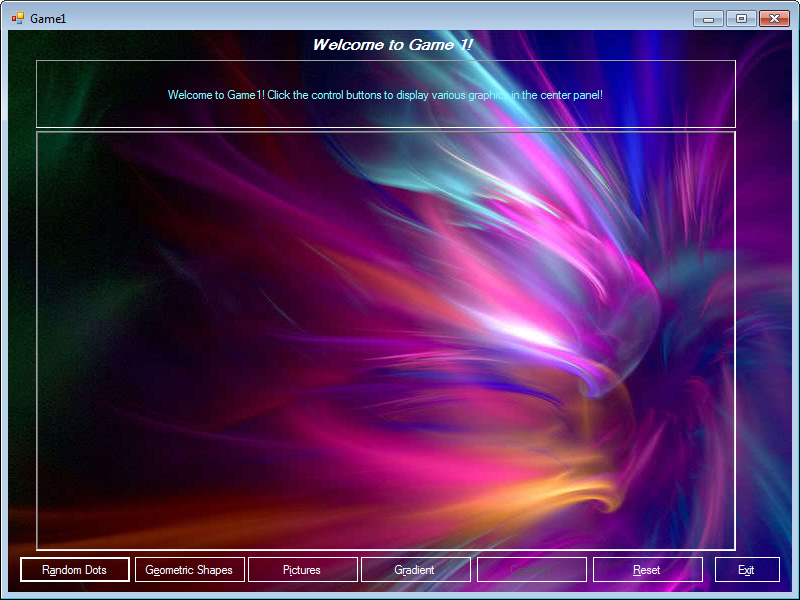 Game1
Welcome to Game 1!
Welcome to Game1! Click the control buttons to display various graphics in the center panel!
Random Dots
Geometric Shapes
Pictures
Gradient
Reset
Exit